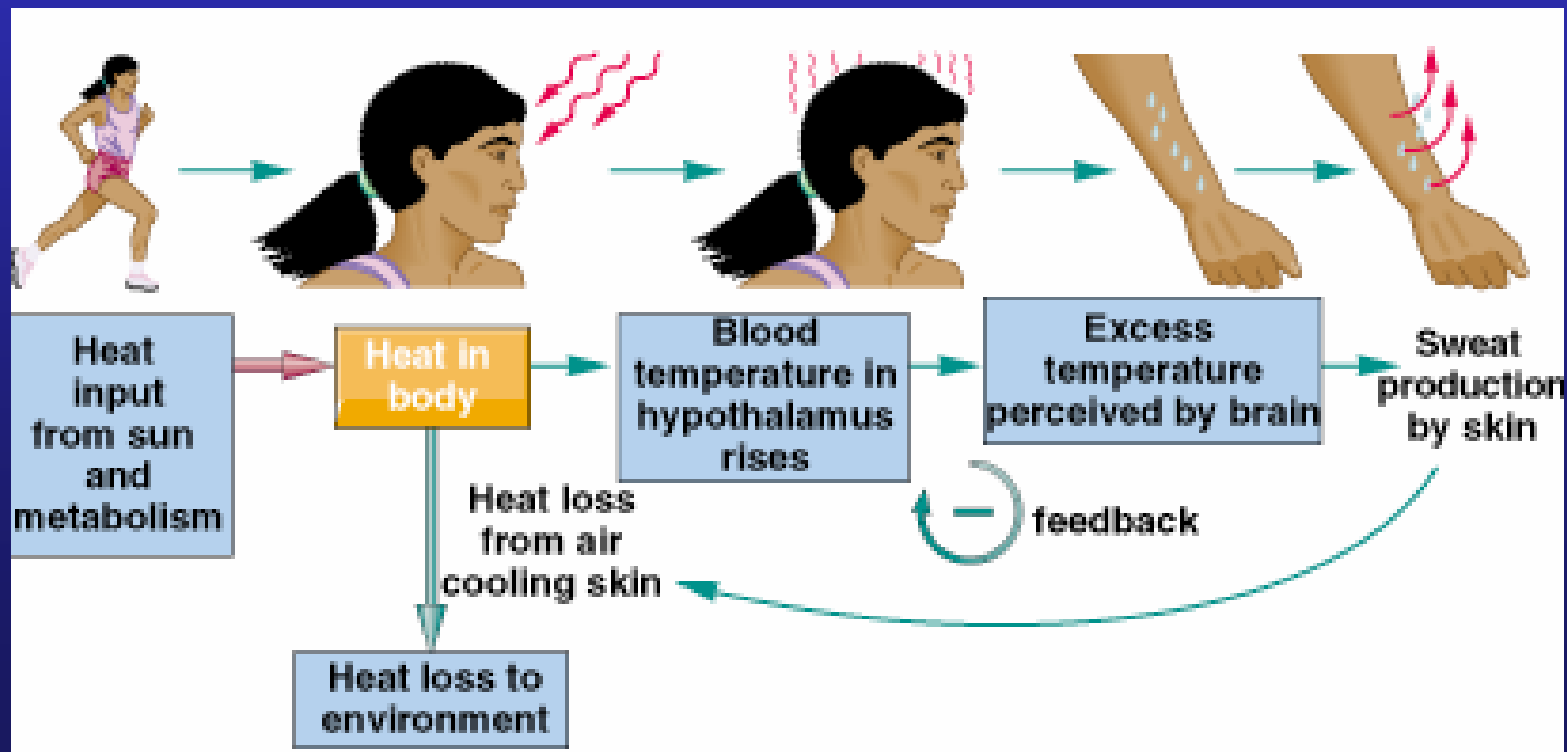 Heat
input
from sun
and
metabolism
Heat in
body
Blood
temperature in
hypothalamus
rises
Excess
temperature
perceived by brain
Sweat
production
by skin
Heat loss
from air
cooling skin
feedback
Heat loss to
environment